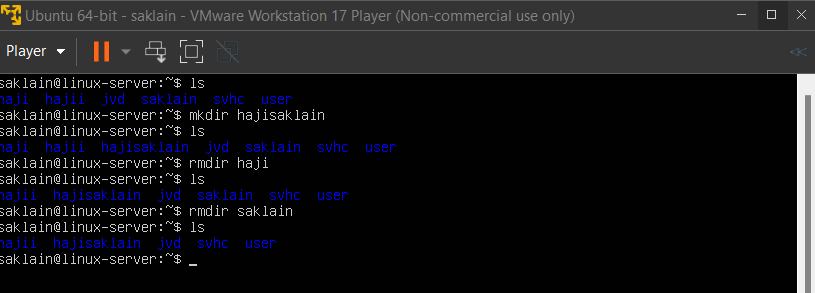 Ubuntu 64-bit - saklain - VMware Workstation 17 Player (Non-commercial use only)
Player
saklain@linux-server:~$ ls
haji  hajii  jvd  saklain  svhc  user
saklain@linux-server:~$ mkdir hajisaklain
saklain@linux-server:~$ ls
haji  hajii  hajisaklain  jvd  saklain  svhc  user
saklain@linux-server:~$ rmdir haji
saklain@linux-server:~$ ls
hajii  hajisaklain  jvd  saklain  svhc  user
saklain@linux-server:~$ rmdir saklain
saklain@linux-server:~$ ls
hajii  hajisaklain  jvd  svhc  user
saklain@linux-server:~$ _